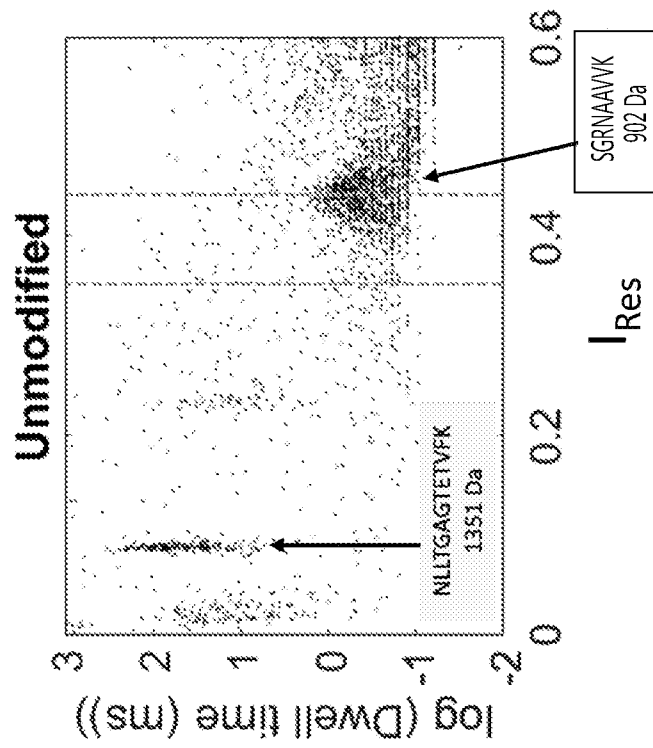 Unmodified
log (Dwell time (ms))
3
2
1
0
-1
-2
NLLTGAGTETVFK
1351 Da
0
0.2
0.4
0.6
I_Res
SGRNAAVVK
902 Da